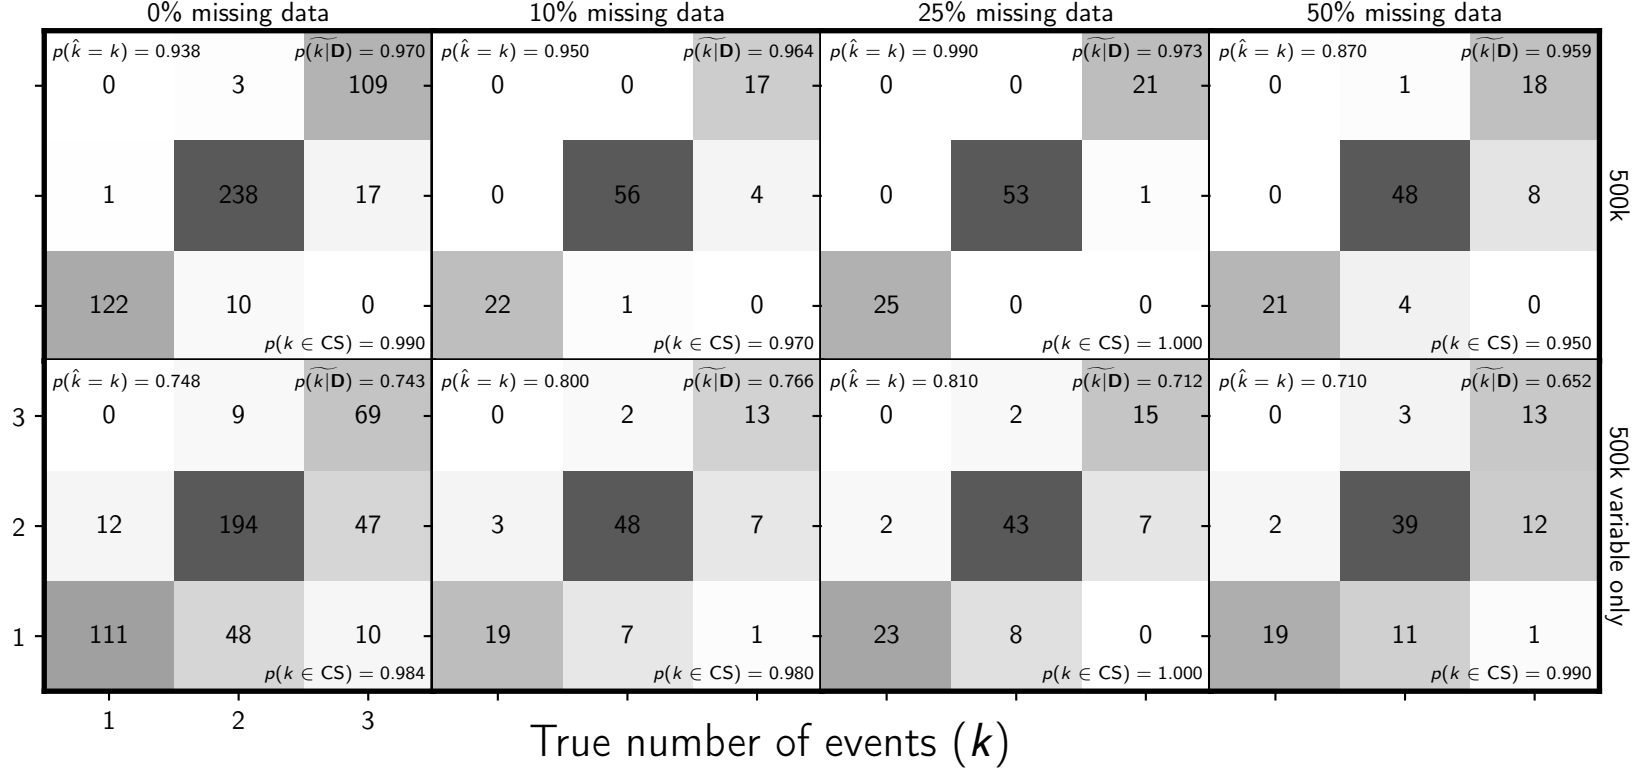 0% missing data 10% missing data 25% missing data 50% missing data
p(k̂ = k) = 0.938 p(k|D)͠ = 0.970 p(k̂ = k) = 0.950 p(k|D)͠ = 0.964 p(k̂ = k) = 0.990 p(k|D)͠ = 0.973 p(k̂ = k) = 0.870 p(k|D)͠ = 0.959
0 3 109 0 0 17 0 0 21 0 1 18
1 238 17 0 56 4 0 53 1 0 48 8
500k
122 10 0 22 1 0 25 0 0 21 4 0
p(k ∈ CS) = 0.990 p(k ∈ CS) = 0.970 p(k ∈ CS) = 1.000 p(k ∈ CS) = 0.950
p(k̂ = k) = 0.748 p(k|D)͠ = 0.743 p(k̂ = k) = 0.800 p(k|D)͠ = 0.766 p(k̂ = k) = 0.810 p(k|D)͠ = 0.712 p(k̂ = k) = 0.710 p(k|D)͠ = 0.652
3 0 9 69 0 2 13 0 2 15 0 3 13
2 12 194 47 3 48 7 2 43 7 2 39 12
500k variable only
1 111 48 10 19 7 1 23 8 0 19 11 1
p(k ∈ CS) = 0.984 p(k ∈ CS) = 0.980 p(k ∈ CS) = 1.000 p(k ∈ CS) = 0.990
1 2 3
True number of events (k)